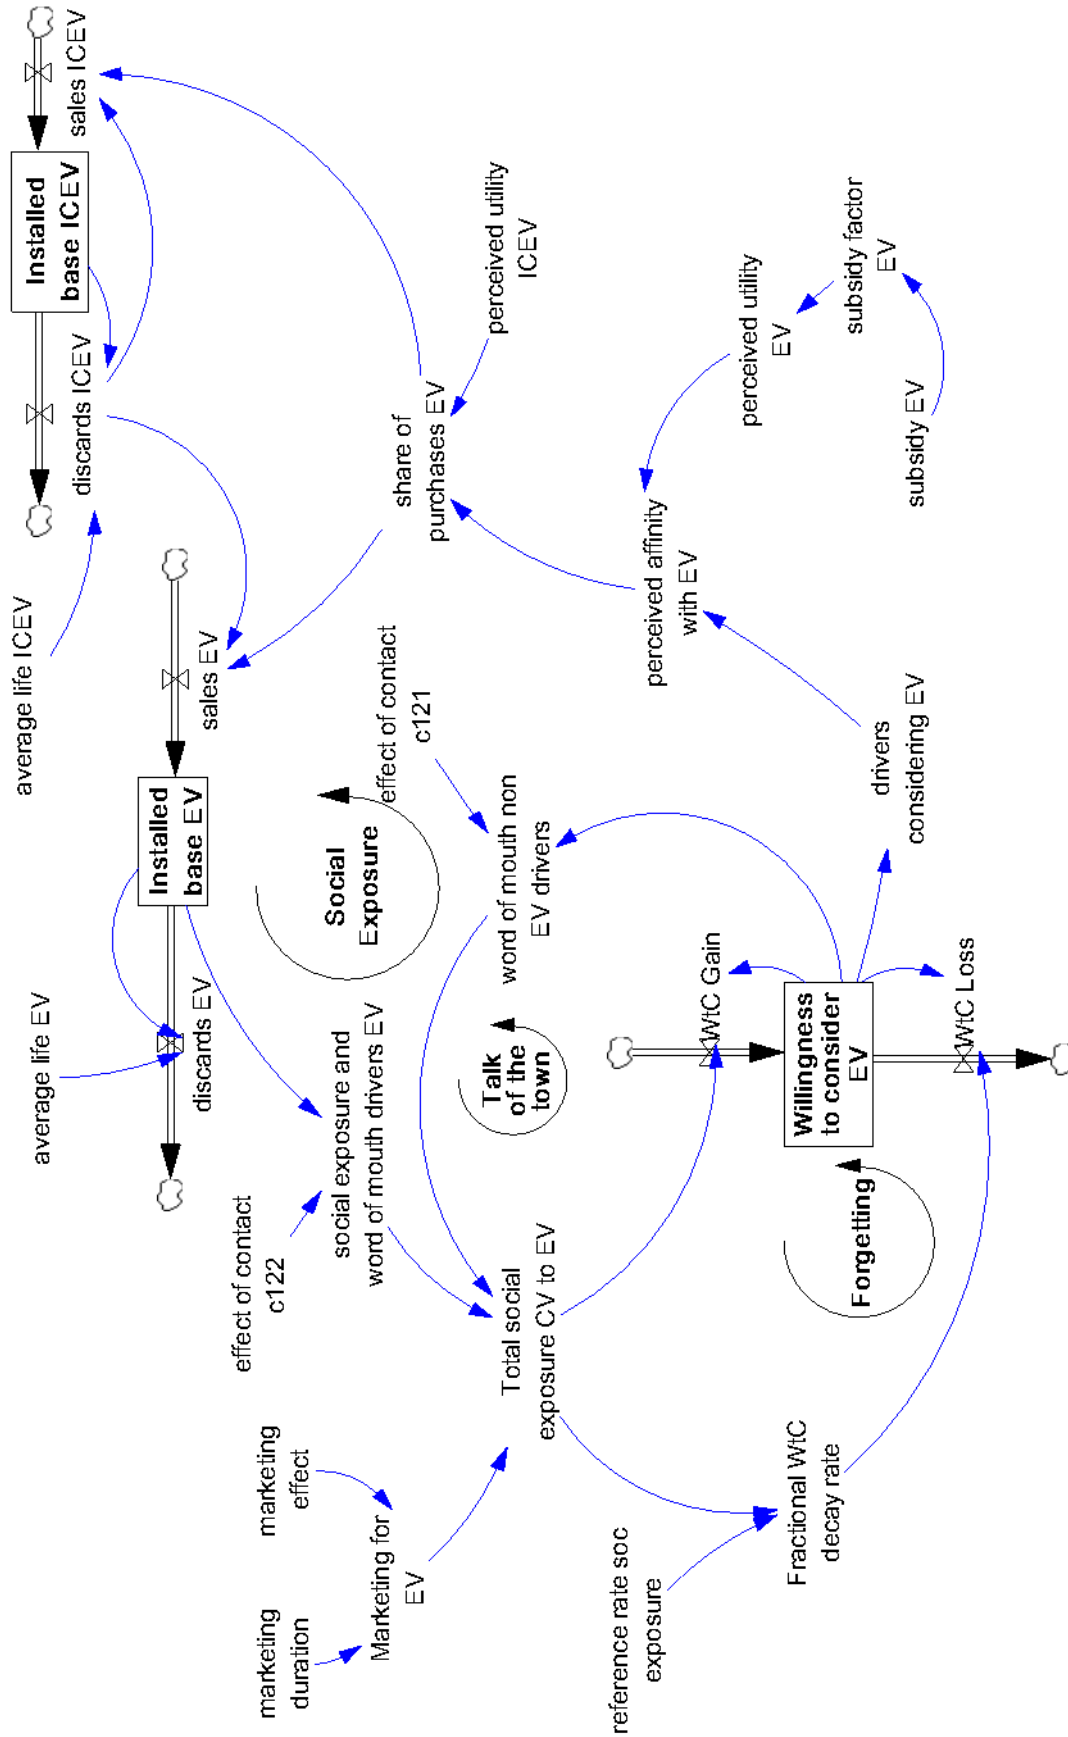 marketing
duration
marketing
effect
Marketing for
EV
reference rate soc
exposure
Fractional WtC
decay rate
effect of contact
c122
average life EV
social exposure and
word of mouth drivers EV
Total social
exposure CV to EV
discards EV
Installed
base EV
sales EV
average life ICEV
discards ICEV
Installed
base ICEV
sales ICEV
Social
Exposure
effect of contact
c121
word of mouth non
EV drivers
Talk
of the
town
WtC Gain
Willingness
to consider
EV
WtC Loss
Forgetting
drivers
considering EV
perceived affinity
with EV
share of
purchases EV
perceived utility
ICEV
perceived utility
EV
subsidy factor
EV
subsidy EV